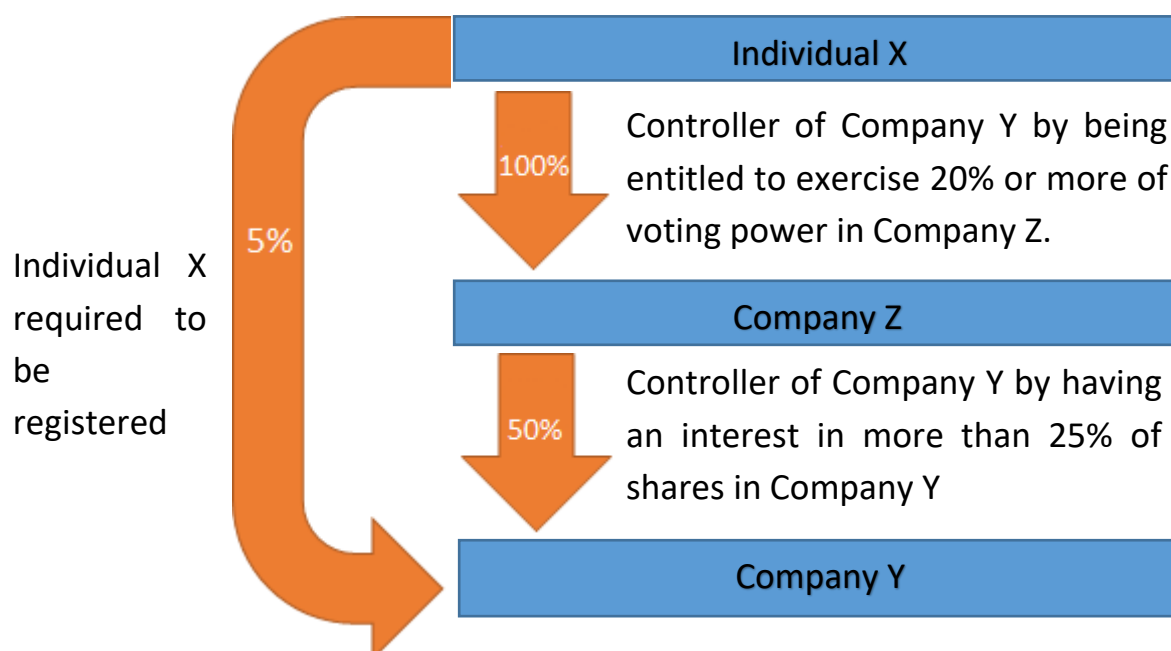 Individual X
100%
Controller of Company Y by being
entitled to exercise 20% or more of
voting power in Company Z.
5%
Individual X
required to
be
registered
Company Z
50%
Controller of Company Y by having
an interest in more than 25% of
shares in Company Y
Company Y